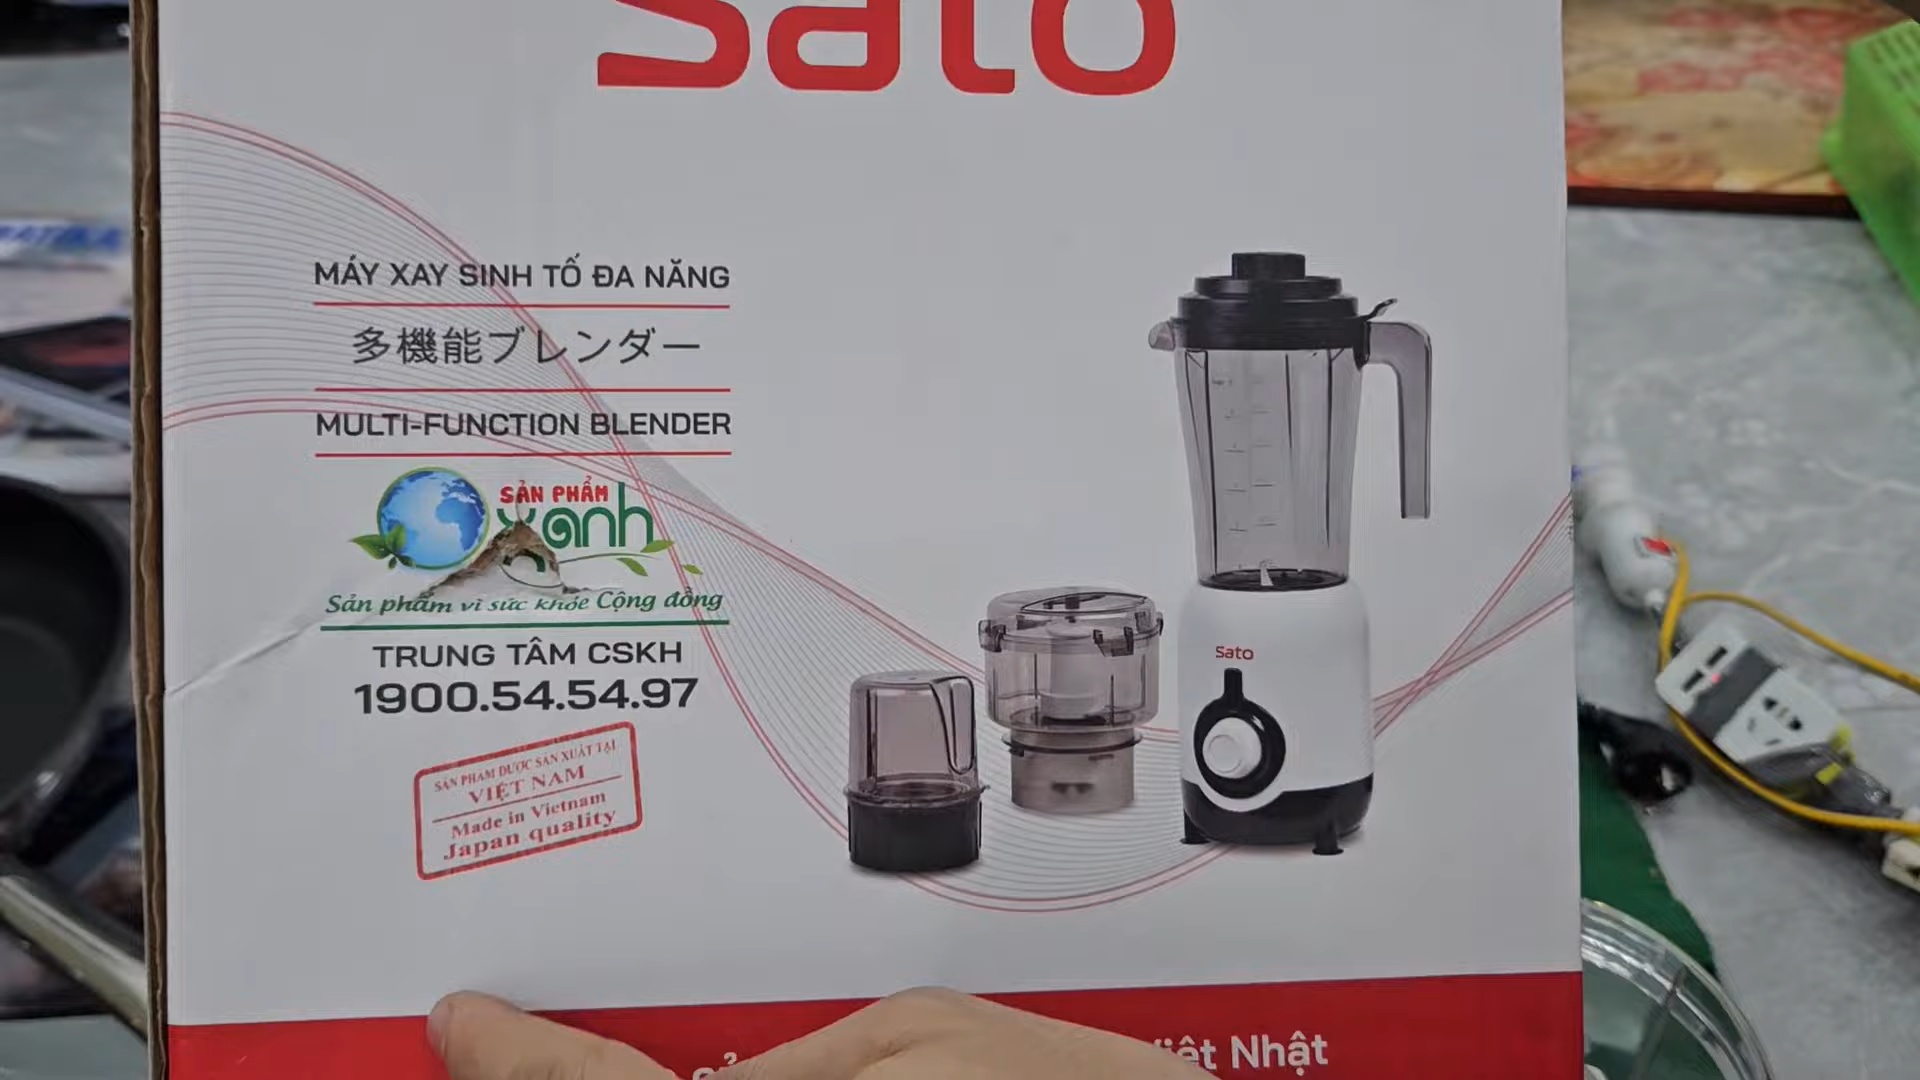 Sato
MÁY XAY SINH TỐ ĐA NĂNG
多機能ブレンダー
MULTI-FUNCTION BLENDER
SẢN PHẨM
xanh
Sản phẩm vì sức khỏe Cộng đồng
TRUNG TÂM CSKH
1900.54.54.97
SẢN PHẨM ĐƯỢC SẢN XUẤT TẠI
VIỆT NAM
Made in Vietnam
Japan quality
Sato
Việt Nhật